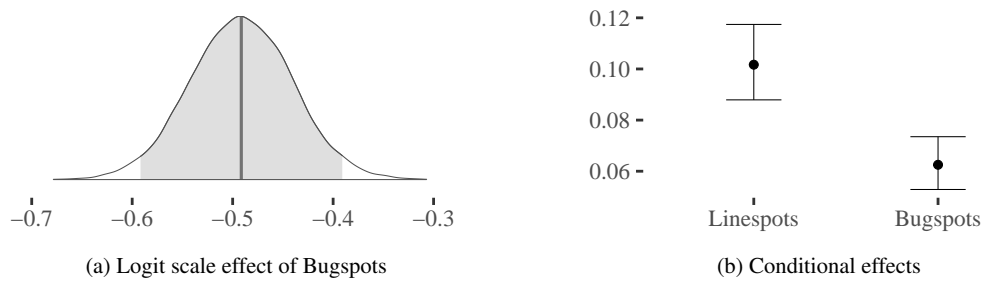 −0.7 −0.6 −0.5 −0.4 −0.3
(a) Logit scale effect of Bugspots
0.12
0.10
0.08
0.06
Linespots Bugspots
(b) Conditional effects